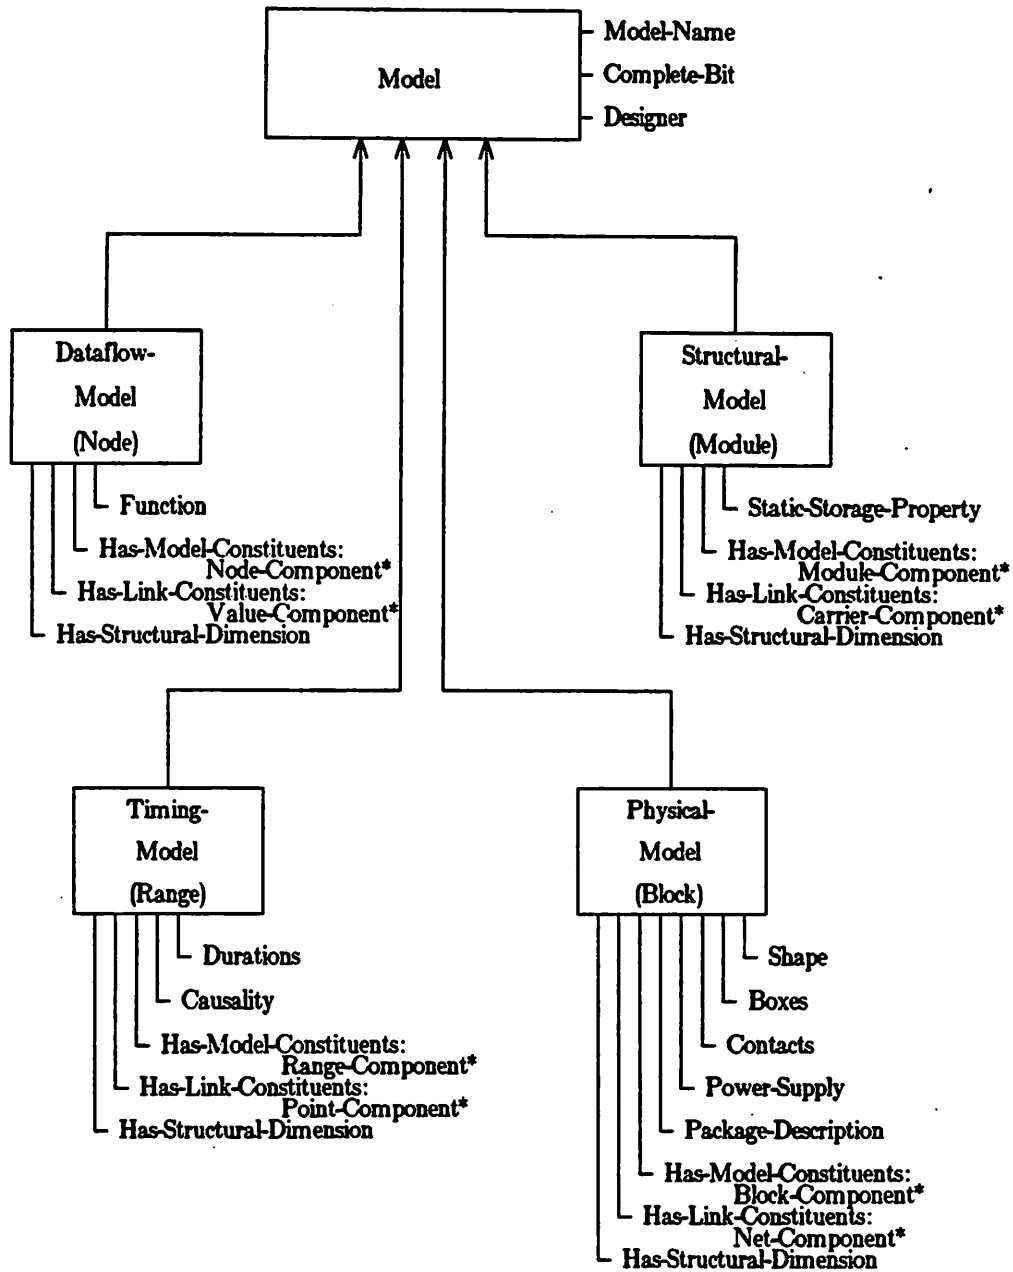 Model
Model-Name
Complete-Bit
Designer
Dataflow-
Model
(Node)
Function
Has-Model-Constituents:
Node-Component*
Has-Link-Constituents:
Value-Component*
Has-Structural-Dimension
Structural-
Model
(Module)
Static-Storage-Property
Has-Model-Constituents:
Module-Component*
Has-Link-Constituents:
Carrier-Component*
Has-Structural-Dimension
Timing-
Model
(Range)
Durations
Causality
Has-Model-Constituents:
Range-Component*
Has-Link-Constituents:
Point-Component*
Has-Structural-Dimension
Physical-
Model
(Block)
Shape
Boxes
Contacts
Power-Supply
Package-Description
Has-Model-Constituents:
Block-Component*
Has-Link-Constituents:
Net-Component*
Has-Structural-Dimension